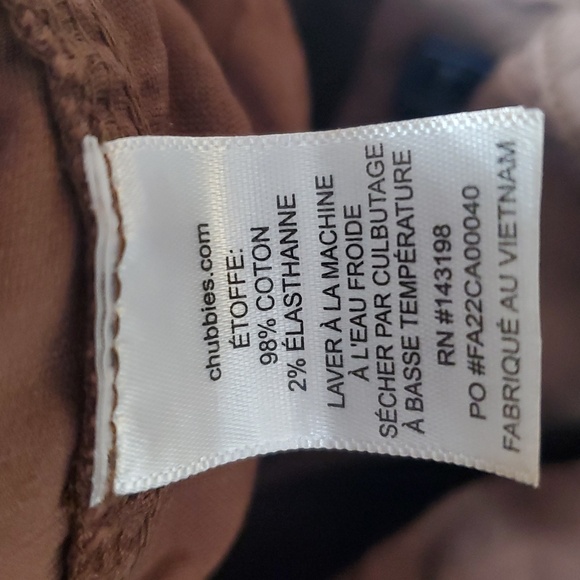 chubbies.com
ÉTOFFE:
98% COTON
2% ÉLASTHANNE
LAVER À LA MACHINE
À L'EAU FROIDE
SÉCHER PAR CULBUTAGE
À BASSE TEMPÉRATURE
RN #143198
PO #FA22CA00040
FABRIQUÉ AU VIETNAM